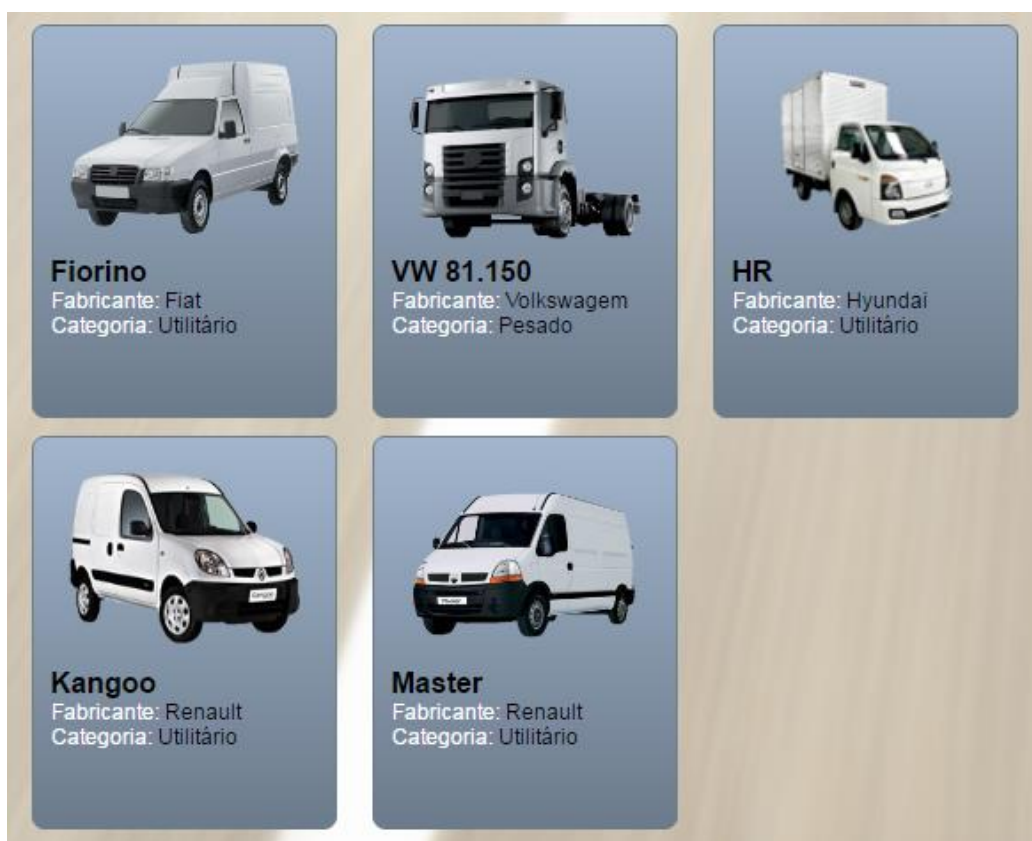 Fiorino
Fabricante: Fiat
Categoria: Utilitário
VW 81.150
Fabricante: Volkswagem
Categoria: Pesado
HR
Fabricante: Hyundai
Categoria: Utilitário
Kangoo
Fabricante: Renault
Categoria: Utilitário
Master
Fabricante: Renault
Categoria: Utilitário